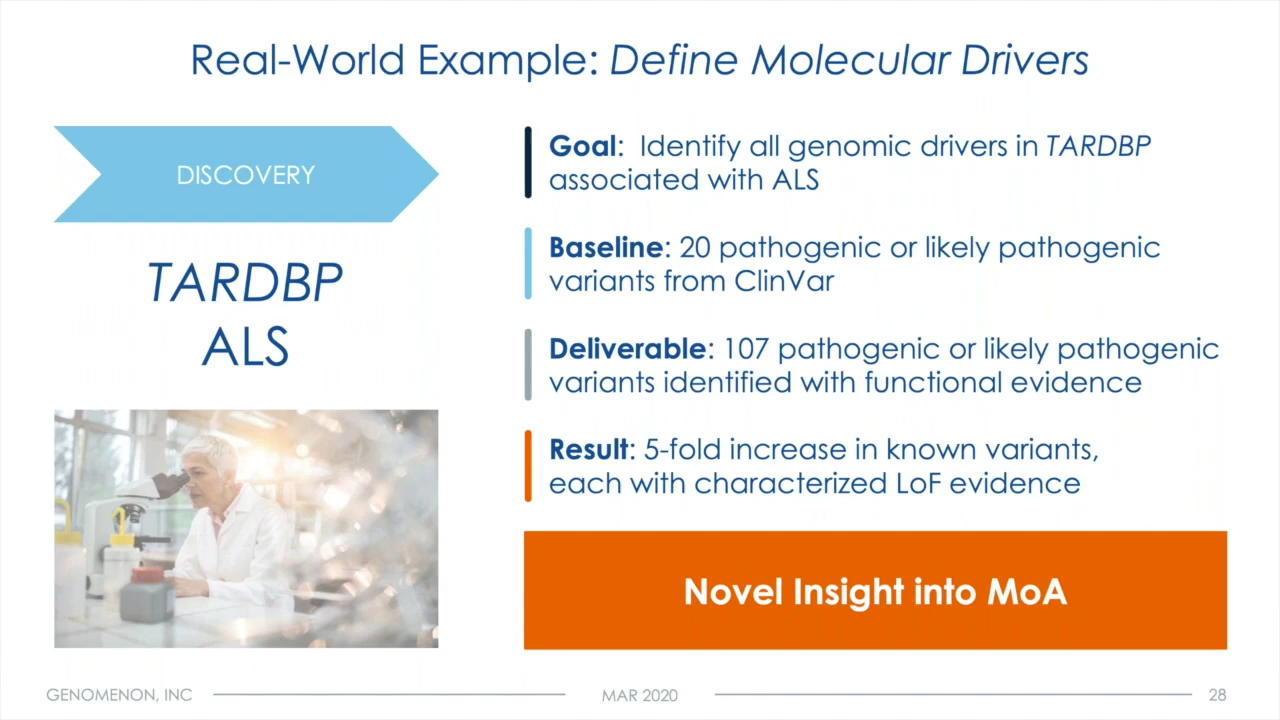 Real-World Example: Define Molecular Drivers
DISCOVERY
TARDBP
ALS
Goal:  Identify all genomic drivers in TARDBP
associated with ALS
Baseline: 20 pathogenic or likely pathogenic
variants from ClinVar
Deliverable: 107 pathogenic or likely pathogenic
variants identified with functional evidence
Result: 5-fold increase in known variants,
each with characterized LoF evidence
Novel Insight into MoA
GENOMENON, INC
MAR 2020
28